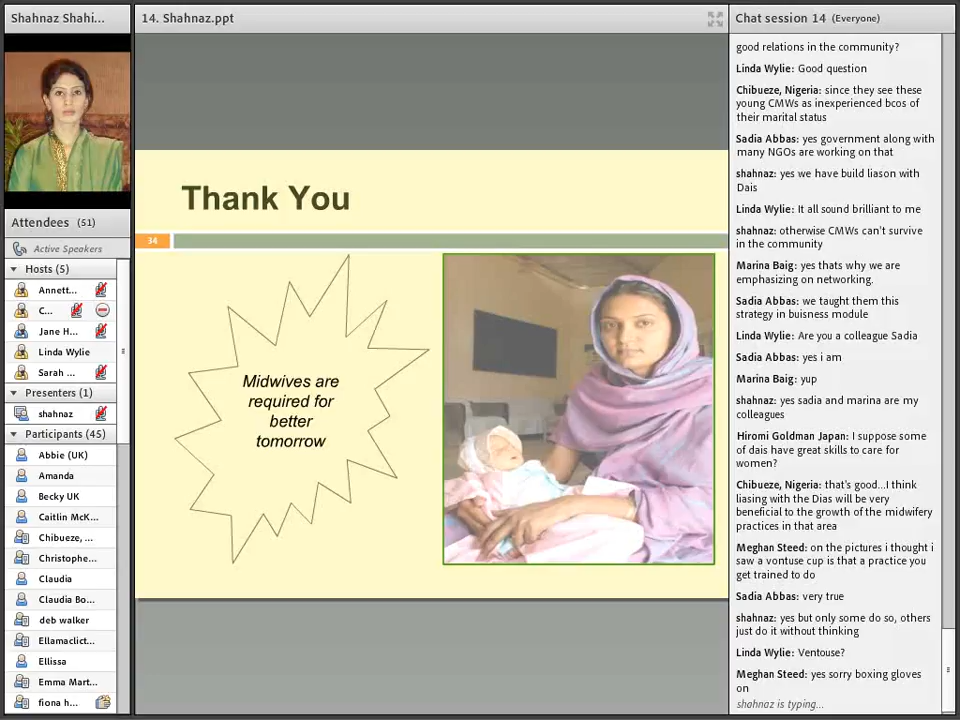 Shahnaz Shahi...
Attendees (51)
Active Speakers
Hosts (5)
Annett...
C...
Jane H...
Linda Wylie
Sarah ...
Presenters (1)
shahnaz
Participants (45)
Abbie (UK)
Amanda
Becky UK
Caitlin McK...
Chibueze, ...
Christophe...
Claudia
Claudia Bo...
deb walker
Ellamaclict...
Ellissa
Emma Mart...
fiona h...
14. Shahnaz.ppt
Thank You
34
Midwives are
required for
better
tomorrow
Chat session 14 (Everyone)
good relations in the community?
Linda Wylie: Good question
Chibueze, Nigeria: since they see these
young CMWs as inexperienced bcos of
their marital status
Sadia Abbas: yes government along with
many NGOs are working on that
shahnaz: yes we have build liason with
Dais
Linda Wylie: It all sound brilliant to me
shahnaz: otherwise CMWs can't survive
in the community
Marina Baig: yes thats why we are
emphasizing on networking.
Sadia Abbas: we taught them this
strategy in buisness module
Linda Wylie: Are you a colleague Sadia
Sadia Abbas: yes i am
Marina Baig: yup
shahnaz: yes sadia and marina are my
colleagues
Hiromi Goldman Japan: I suppose some
of dais have great skills to care for
women?
Chibueze, Nigeria: that's good...I think
liasing with the Dias will be very
beneficial to the growth of the midwifery
practices in that area
Meghan Steed: on the pictures i thought i
saw a vontuse cup is that a practice you
get trained to do
Sadia Abbas: very true
shahnaz: yes but only some do so, others
just do it without thinking
Linda Wylie: Ventouse?
Meghan Steed: yes sorry boxing gloves
on
shahnaz is typing...